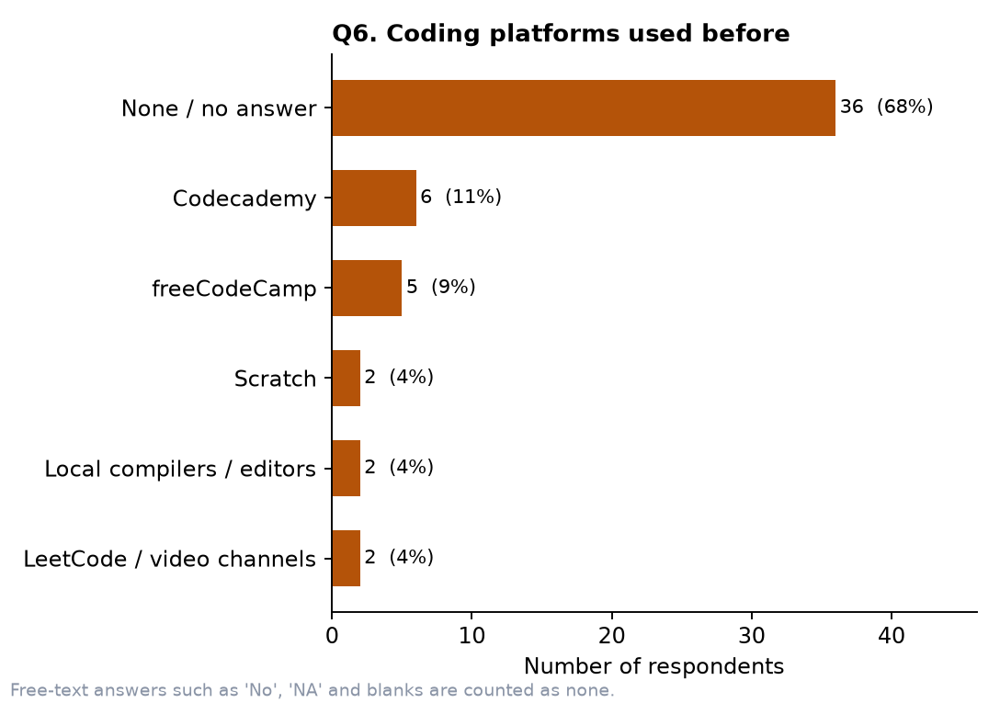 Q6. Coding platforms used before
None / no answer
36 (68%)
Codecademy
6 (11%)
freeCodeCamp
5 (9%)
Scratch
2 (4%)
Local compilers / editors
2 (4%)
LeetCode / video channels
2 (4%)
0 10 20 30 40
Number of respondents
Free-text answers such as 'No', 'NA' and blanks are counted as none.